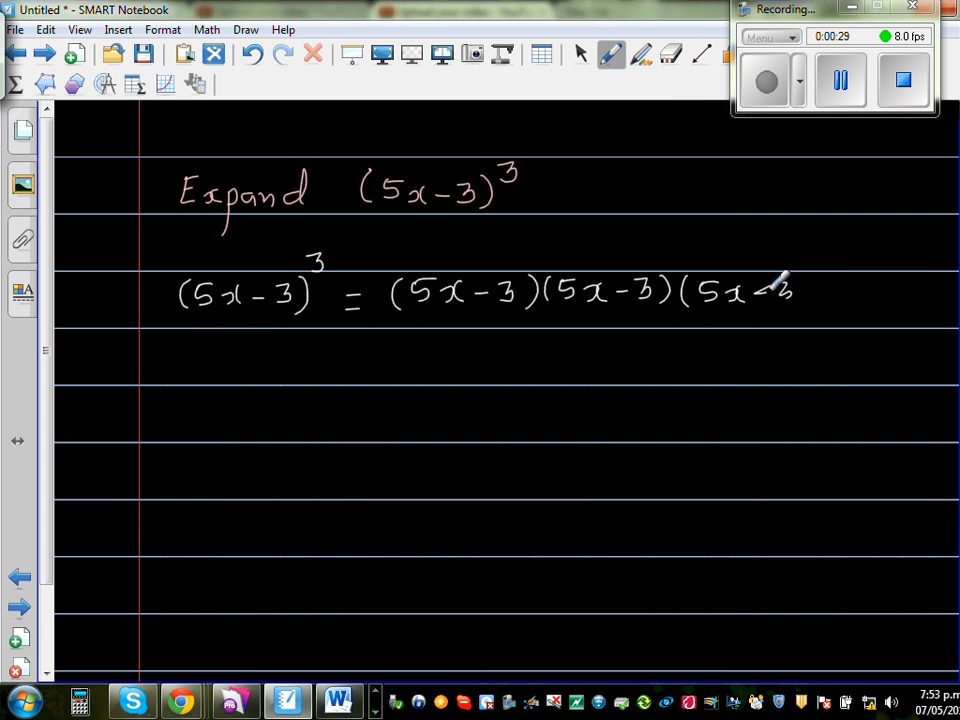 Untitled * - SMART Notebook
Recording...
File Edit View Insert Format Math Draw Help
Menu
0:00:29
8.0 fps
Expand (5x-3)³
(5x-3)³ = (5x-3)(5x-3)(5x-3
7:53 p.m
07/05/20